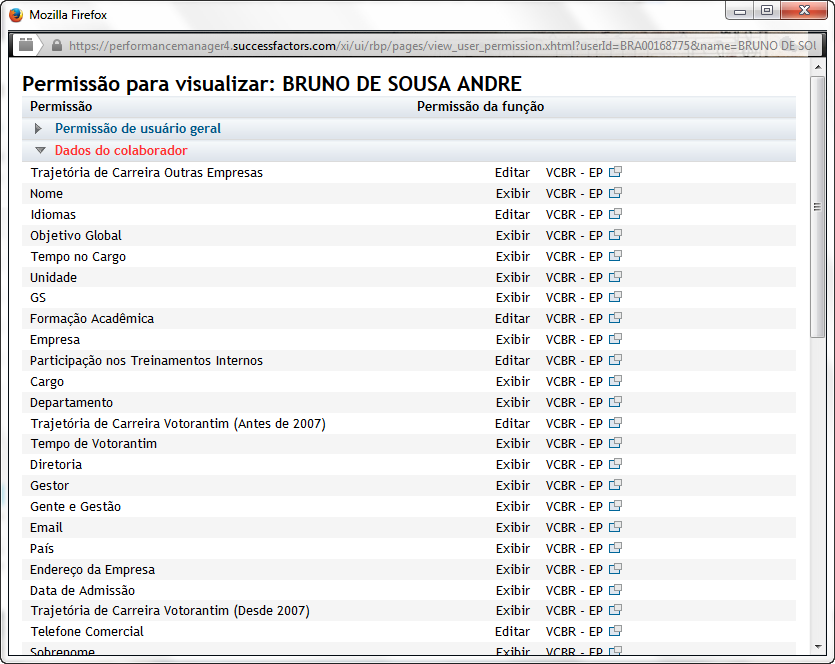 Mozilla Firefox
https://performancemanager4.successfactors.com/xi/ui/rbp/pages/view_user_permission.xhtml?userId=BRA00168775&name=BRUNO DE SOU
Permissão para visualizar: BRUNO DE SOUSA ANDRE
Permissão Permissão da função
Permissão de usuário geral
Dados do colaborador
Trajetória de Carreira Outras Empresas Editar VCBR - EP
Nome Exibir VCBR - EP
Idiomas Editar VCBR - EP
Objetivo Global Exibir VCBR - EP
Tempo no Cargo Exibir VCBR - EP
Unidade Exibir VCBR - EP
GS Exibir VCBR - EP
Formação Acadêmica Editar VCBR - EP
Empresa Exibir VCBR - EP
Participação nos Treinamentos Internos Editar VCBR - EP
Cargo Exibir VCBR - EP
Departamento Exibir VCBR - EP
Trajetória de Carreira Votorantim (Antes de 2007) Editar VCBR - EP
Tempo de Votorantim Exibir VCBR - EP
Diretoria Exibir VCBR - EP
Gestor Exibir VCBR - EP
Gente e Gestão Exibir VCBR - EP
Email Exibir VCBR - EP
País Exibir VCBR - EP
Endereço da Empresa Exibir VCBR - EP
Data de Admissão Exibir VCBR - EP
Trajetória de Carreira Votorantim (Desde 2007) Exibir VCBR - EP
Telefone Comercial Editar VCBR - EP
Sobrenome Exibir VCBR - EP